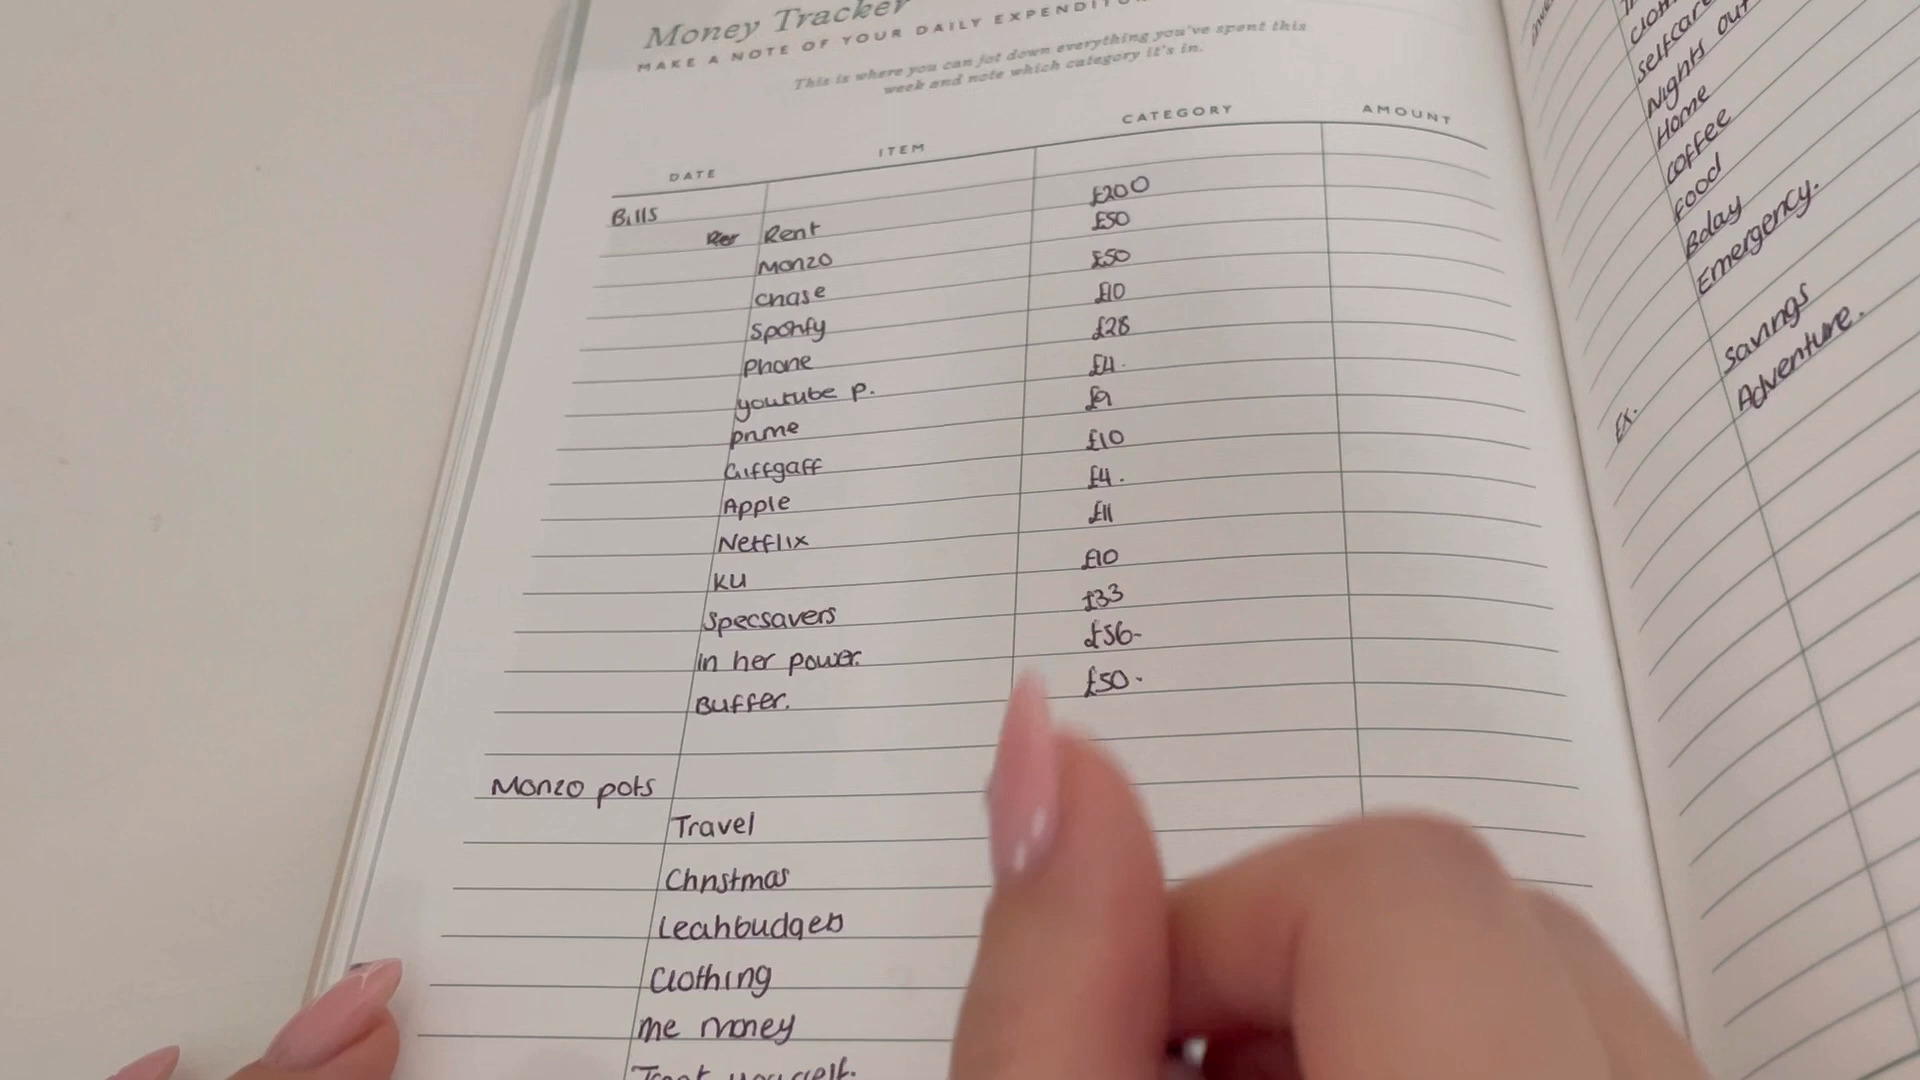 Money Tracker
MAKE A NOTE OF YOUR DAILY
This is where you can jot down everything you've spent this
week and note which category it's in.
DATE ITEM CATEGORY AMOUNT
Bills
Rent £200
Monzo £50
Chase £50
Spotify £10
Phone £28
youtube p. £4.
prime £9
Giffgaff £10
Apple £4.
Netflix £11
KU £10
Specsavers £33
In her power. £56-
Buffer. £50.
Monzo pots
Travel
Christmas
Leahbudgets
Clothing
me money
Treat yourself.
selfcare
Nights out
Home
coffee
Food
Bday
Emergency.
Savings
Ex. Adventure.